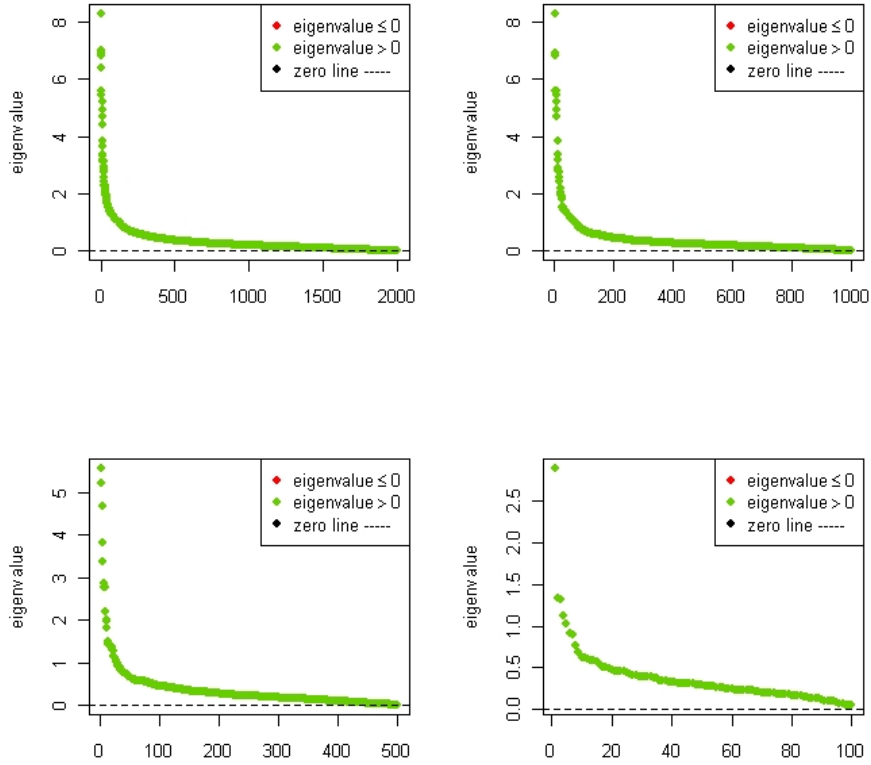 eigenvalue ≤ 0
eigenvalue > 0
zero line -----
eigenvalue
0 2 4 6 8
0 500 1000 1500 2000
eigenvalue ≤ 0
eigenvalue > 0
zero line -----
eigenvalue
0 2 4 6 8
0 200 400 600 800 1000
eigenvalue ≤ 0
eigenvalue > 0
zero line -----
eigenvalue
0 1 2 3 4 5
0 100 200 300 400 500
eigenvalue ≤ 0
eigenvalue > 0
zero line -----
eigenvalue
0.0 0.5 1.0 1.5 2.0 2.5
0 20 40 60 80 100